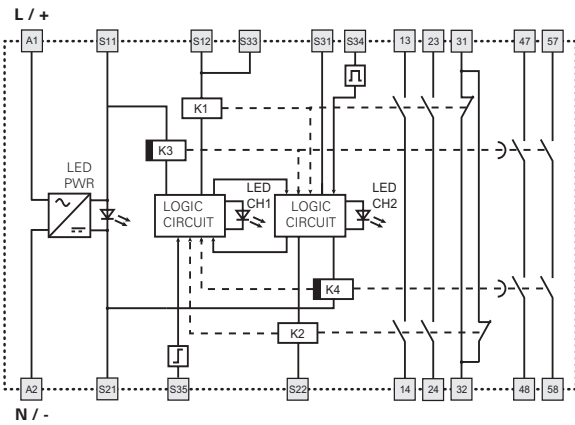 L / +
A1
S11
S12
S33
S31
S34
13
23
31
47
57
K1
K3
LED
PWR
LOGIC
CIRCUIT
LED
CH1
LOGIC
CIRCUIT
LED
CH2
K4
K2
A2
S21
S35
S22
14
24
32
48
58
N / -